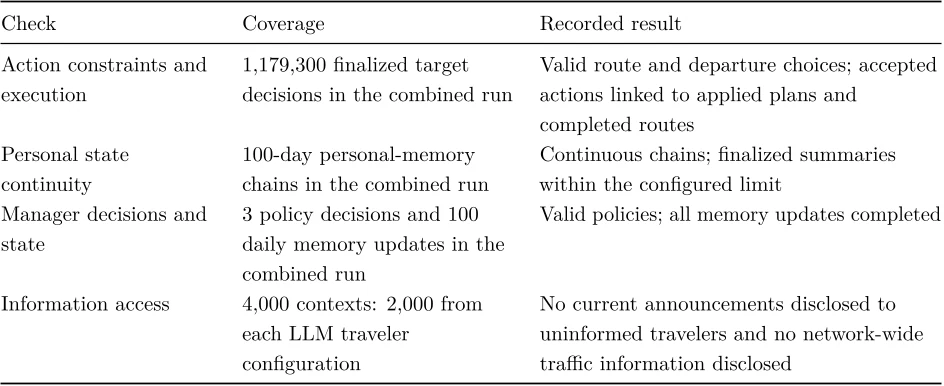 Check Coverage Recorded result
Action constraints and 1,179,300 finalized target Valid route and departure choices; accepted
execution decisions in the combined run actions linked to applied plans and
completed routes
Personal state 100-day personal-memory Continuous chains; finalized summaries
continuity chains in the combined run within the configured limit
Manager decisions and 3 policy decisions and 100 Valid policies; all memory updates completed
state daily memory updates in the
combined run
Information access 4,000 contexts: 2,000 from No current announcements disclosed to
each LLM traveler uninformed travelers and no network-wide
configuration traffic information disclosed